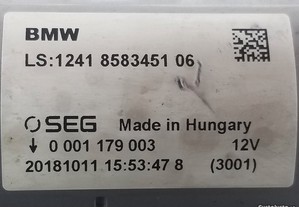 BMW
LS:1241 8583451 06
SEG Made in Hungary
↓ 0 001 179 003 12V
20181011 15:53:47 8 (3001)